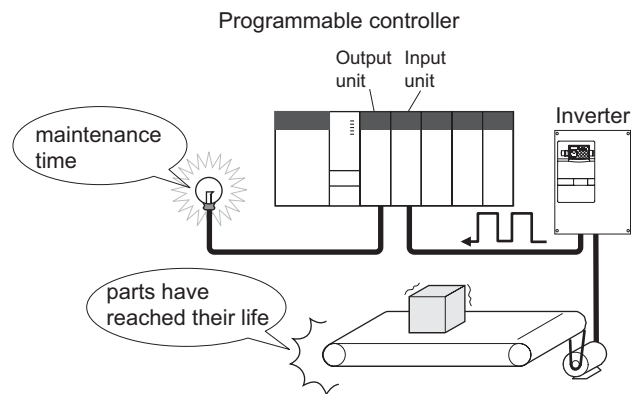 Programmable controller
Output Input
unit unit
Inverter
maintenance
time
parts have
reached their life